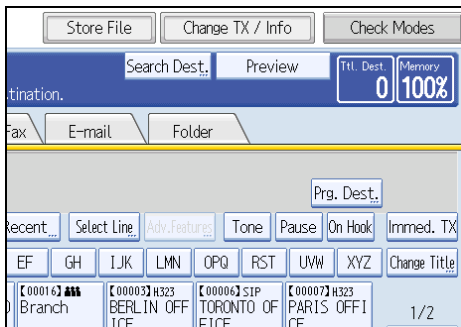 Store File Change TX / Info Check Modes
Search Dest. Preview Ttl. Dest. Memory
tination. 0 100%
Fax E-mail Folder
Prg. Dest.
Recent Select Line Adv.Features Tone Pause On Hook Immed. TX
EF GH IJK LMN OPQ RST UVW XYZ Change Title
【00016】 【00003】H323 【00006】SIP 【00007】H323
Branch BERLIN OFF TORONTO OF PARIS OFFI 1/2
ICE FICE CE